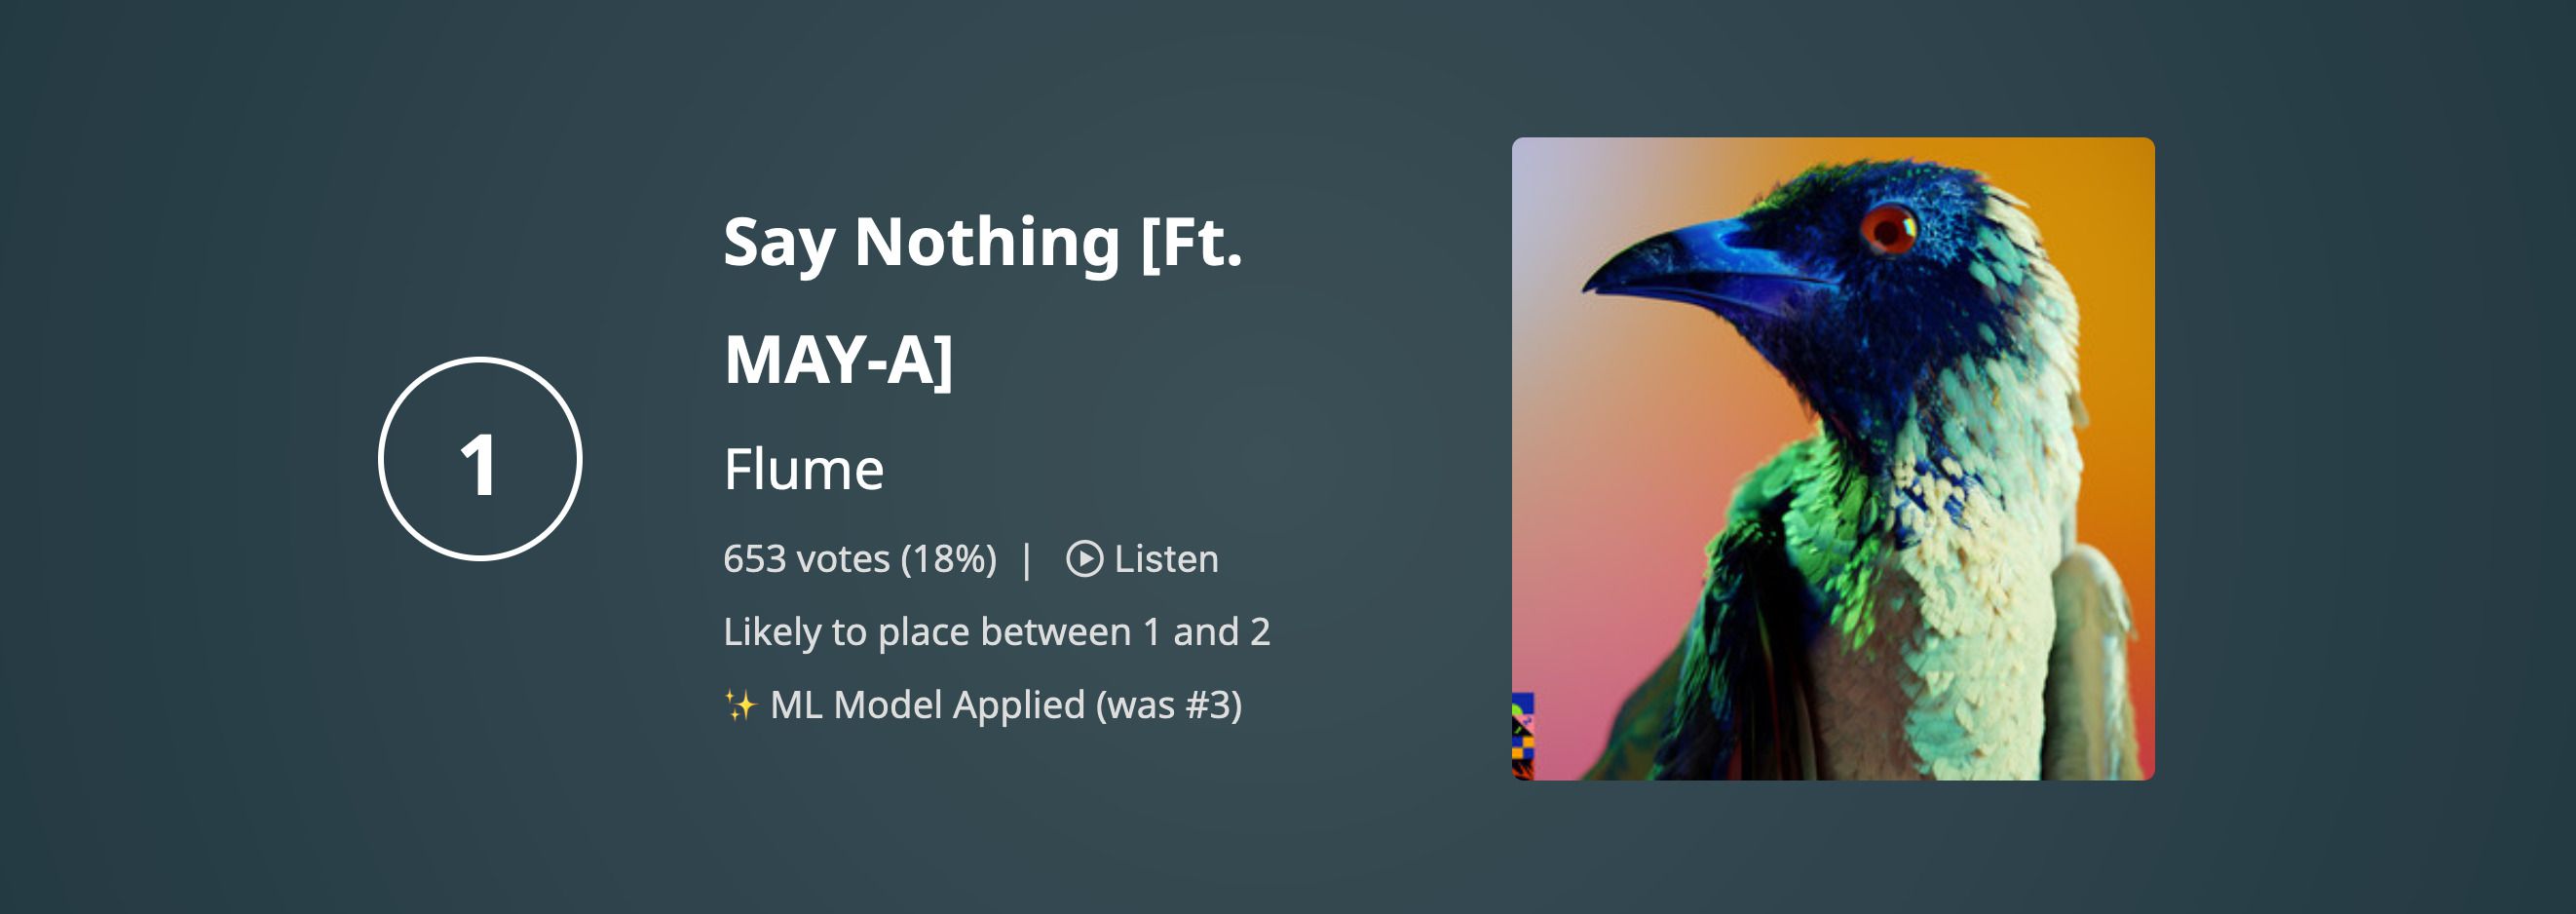 1
Say Nothing [Ft.
MAY-A]
Flume
653 votes (18%) | Listen
Likely to place between 1 and 2
✨ ML Model Applied (was #3)